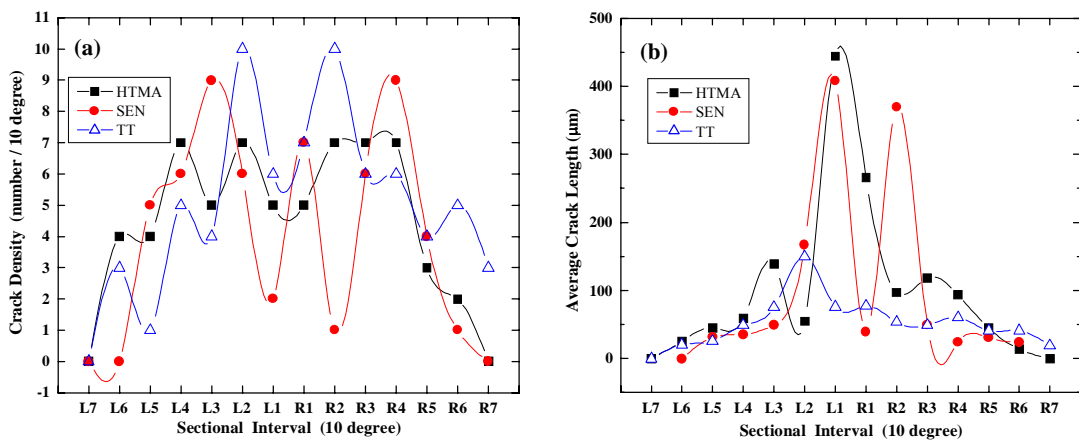 (a)
HTMA
SEN
TT
Crack Density (number / 10 degree)
11
10
9
8
7
6
5
4
3
2
1
0
-1
L7 L6 L5 L4 L3 L2 L1 R1 R2 R3 R4 R5 R6 R7
Sectional Interval (10 degree)
(b)
HTMA
SEN
TT
Average Crack Length (μm)
500
400
300
200
100
0
L7 L6 L5 L4 L3 L2 L1 R1 R2 R3 R4 R5 R6 R7
Sectional Interval (10 degree)